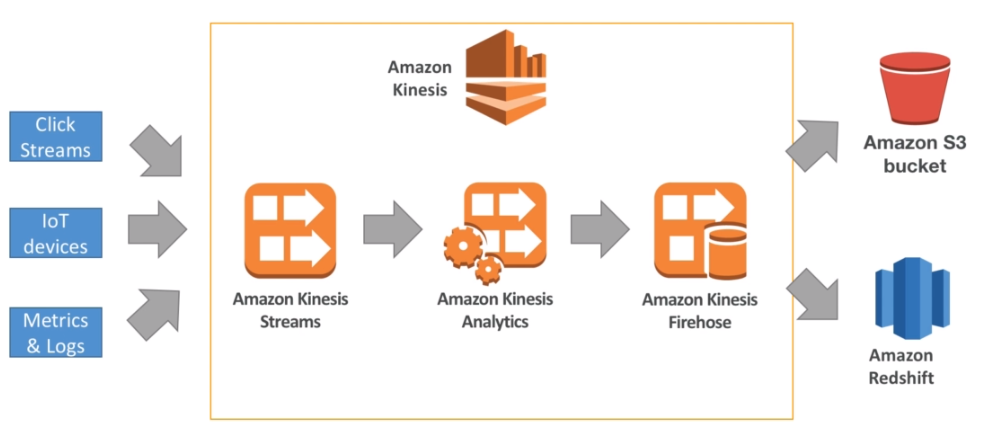 Amazon
Kinesis
Click
Streams
IoT
devices
Metrics
& Logs
Amazon Kinesis
Streams
Amazon Kinesis
Analytics
Amazon Kinesis
Firehose
Amazon S3
bucket
Amazon
Redshift